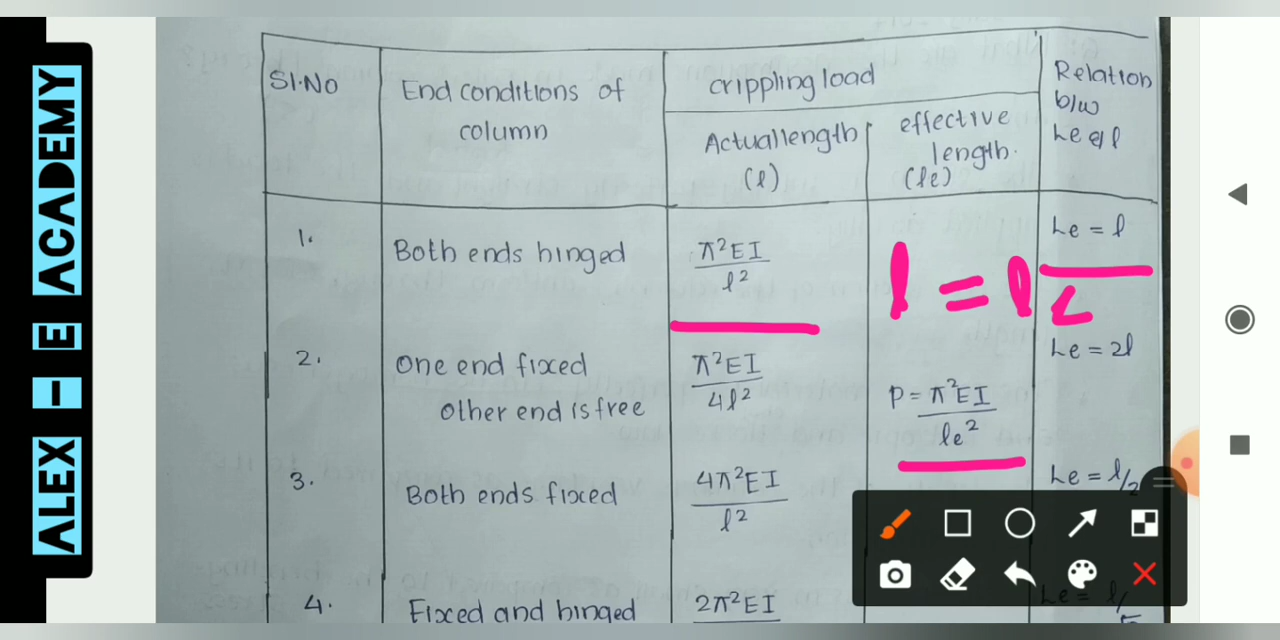 ALEX – E ACADEMY
Sl.No
End conditions of
column
crippling load
Actual length
(l)
effective
length.
(le)
Relation
b/w
Le & l
1.
Both ends hinged
π²EI
l²
l = le
Le = l
2.
One end fixed
other end is free
π²EI
4l²
P = π²EI
le²
Le = 2l
3.
Both ends fixed
4π²EI
l²
Le = l/2
4.
Fixed and hinged
2π²EI
Le = l/